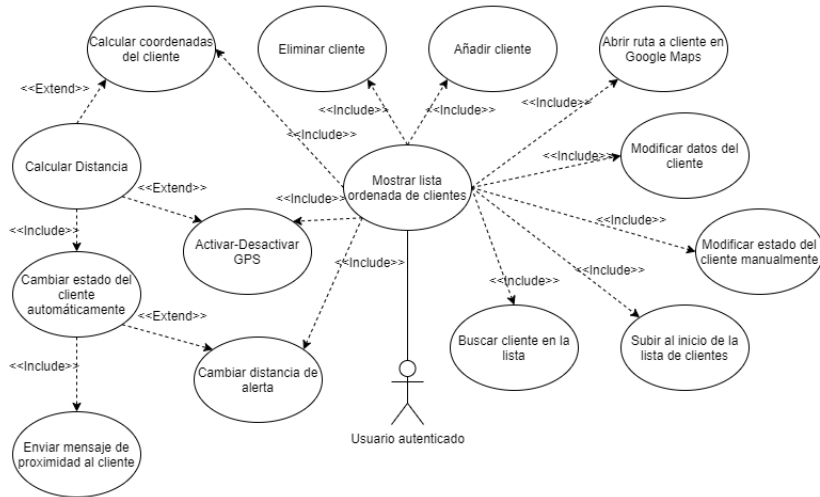 Calcular coordenadas
del cliente
Eliminar cliente
Añadir cliente
Abrir ruta a cliente en
Google Maps
<<Extend>>
<<Include>>
<<Include>>
<<Include>>
<<Include>>
Calcular Distancia
Mostrar lista
ordenada de clientes
<<Include>>
Modificar datos del
cliente
<<Extend>>
<<Include>>
<<Include>>
<<Include>>
Activar-Desactivar
GPS
<<Include>>
Modificar estado del
cliente manualmente
Cambiar estado del
cliente
automáticamente
<<Include>>
<<Include>>
<<Extend>>
Buscar cliente en la
lista
Subir al inicio de la
lista de clientes
<<Include>>
Cambiar distancia de
alerta
Usuario autenticado
Enviar mensaje de
proximidad al cliente